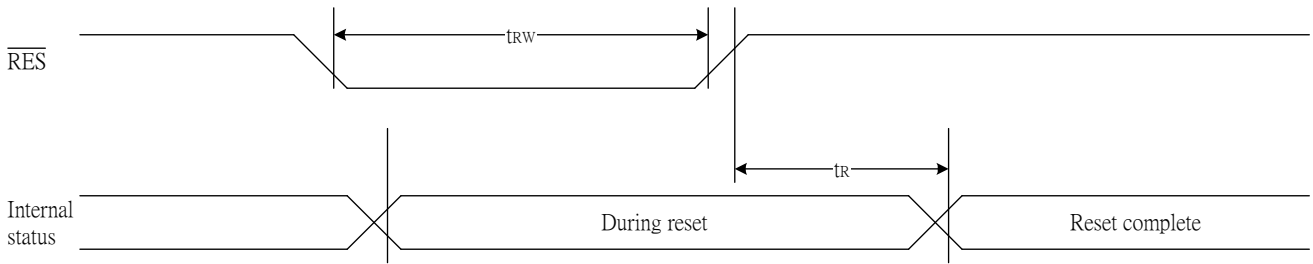 tRW
RES
tR
Internal
status
During reset
Reset complete